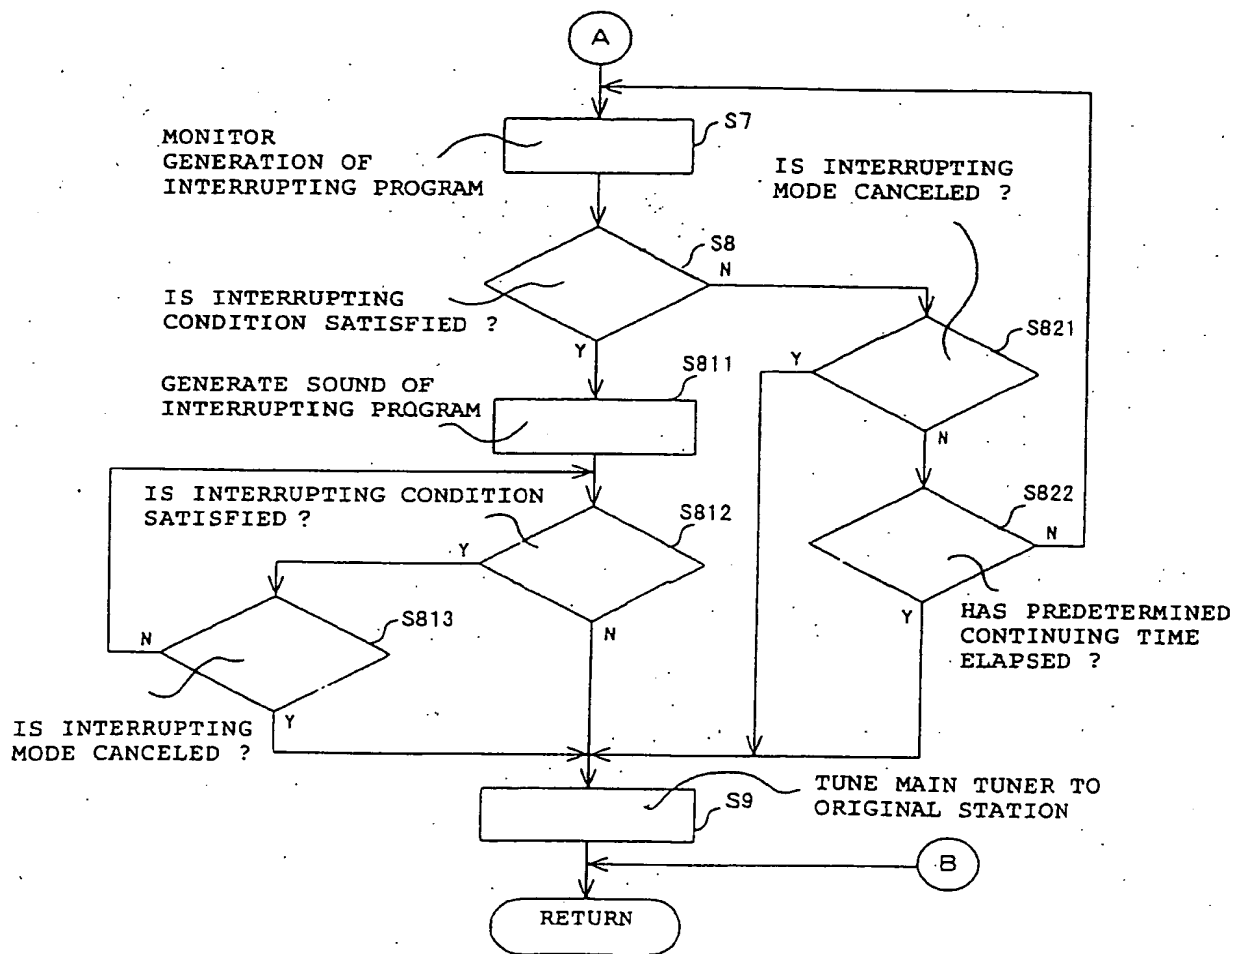 A
S7
MONITOR
GENERATION OF
INTERRUPTING PROGRAM
IS INTERRUPTING
MODE CANCELED ?
S8
N
IS INTERRUPTING
CONDITION SATISFIED ?
Y
S821
Y
N
S811
GENERATE SOUND OF
INTERRUPTING PROGRAM
IS INTERRUPTING CONDITION
SATISFIED ?
S812
Y
N
S822
N
Y
HAS PREDETERMINED
CONTINUING TIME
ELAPSED ?
S813
N
Y
IS INTERRUPTING
MODE CANCELED ?
TUNE MAIN TUNER TO
ORIGINAL STATION
S9
B
RETURN